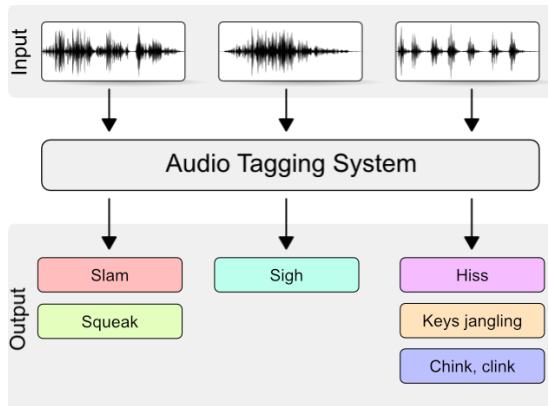 Input
Audio Tagging System
Output
Slam
Sigh
Hiss
Squeak
Keys jangling
Chink, clink